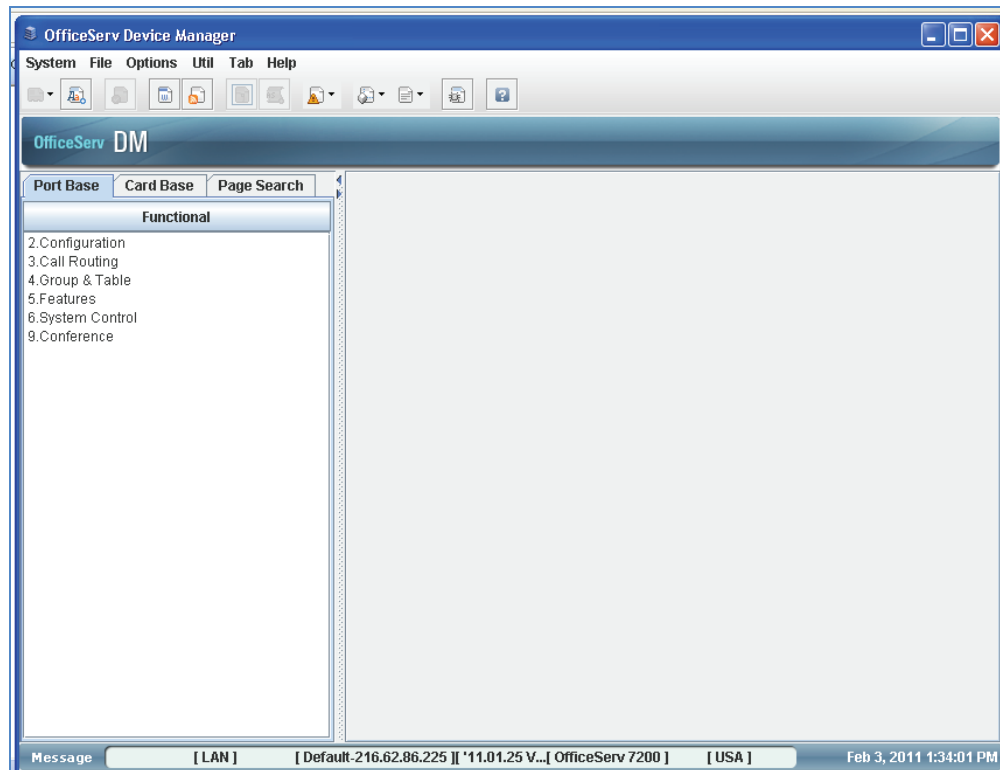 OfficeServ Device Manager
System File Options Util Tab Help
OfficeServ DM
Port Base Card Base Page Search
Functional
2.Configuration
3.Call Routing
4.Group & Table
5.Features
6.System Control
9.Conference
Message [ LAN ] [ Default-216.62.86.225 ][ '11.01.25 V...[ OfficeServ 7200 ] [ USA ] Feb 3, 2011 1:34:01 PM